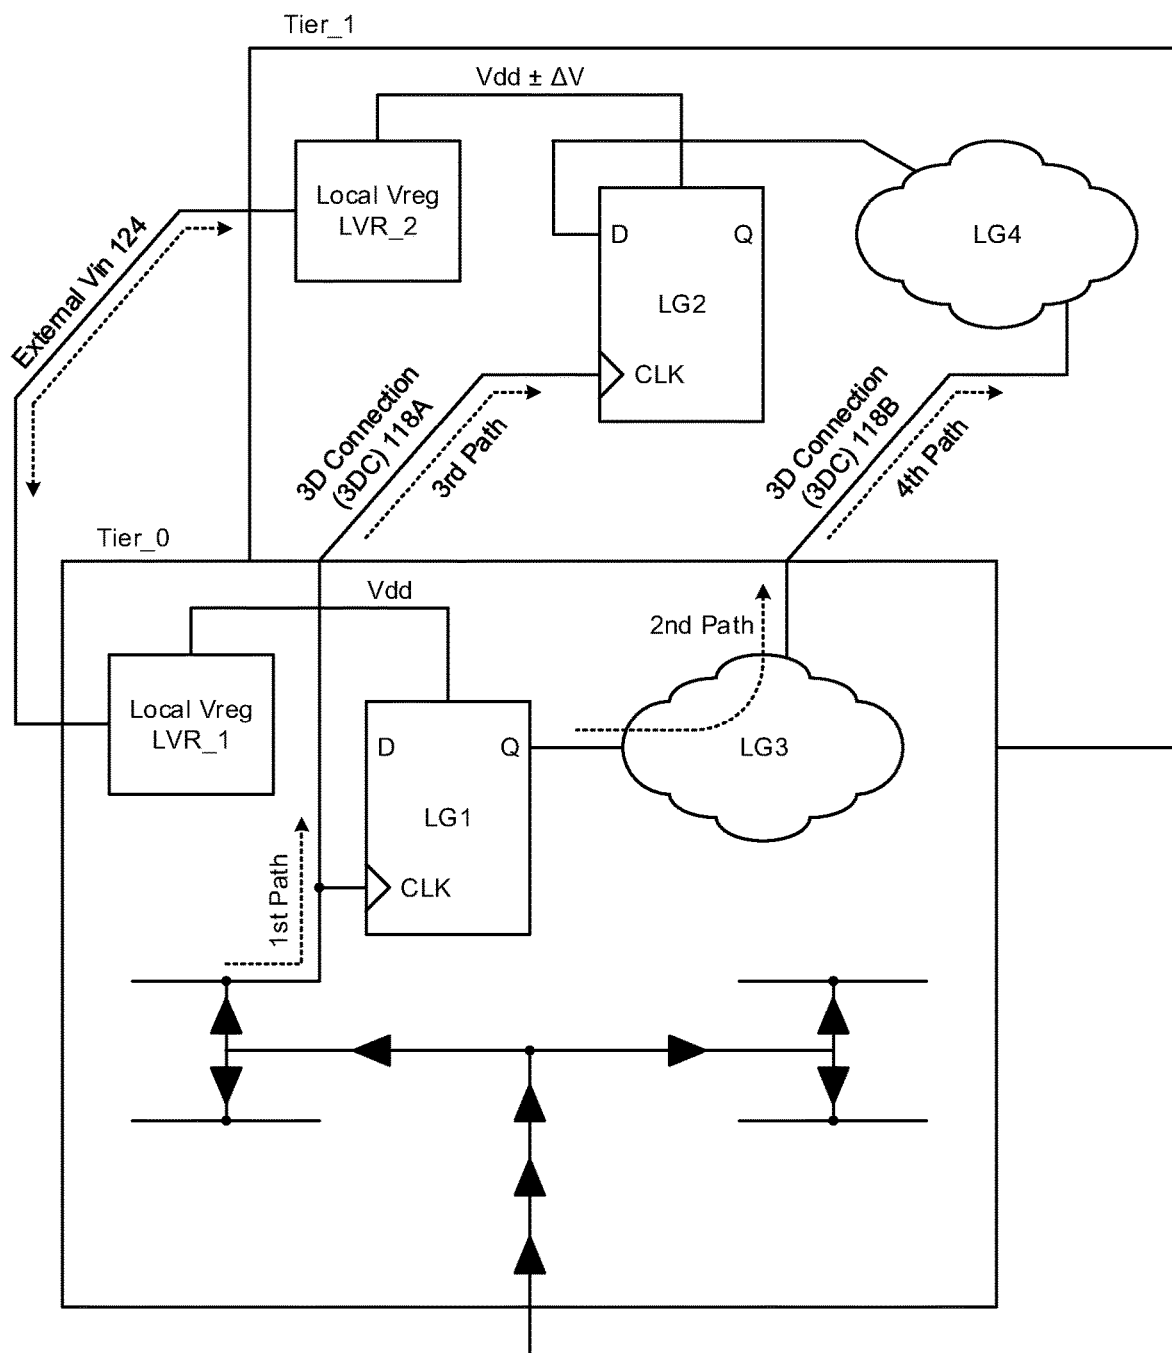 Tier_1
Vdd ± ΔV
Local Vreg
LVR_2
D
Q
LG2
CLK
LG4
External Vin 124
3D Connection
(3DC) 118A
3rd Path
3D Connection
(3DC) 118B
4th Path
Tier_0
Vdd
2nd Path
Local Vreg
LVR_1
D
Q
LG1
CLK
LG3
1st Path